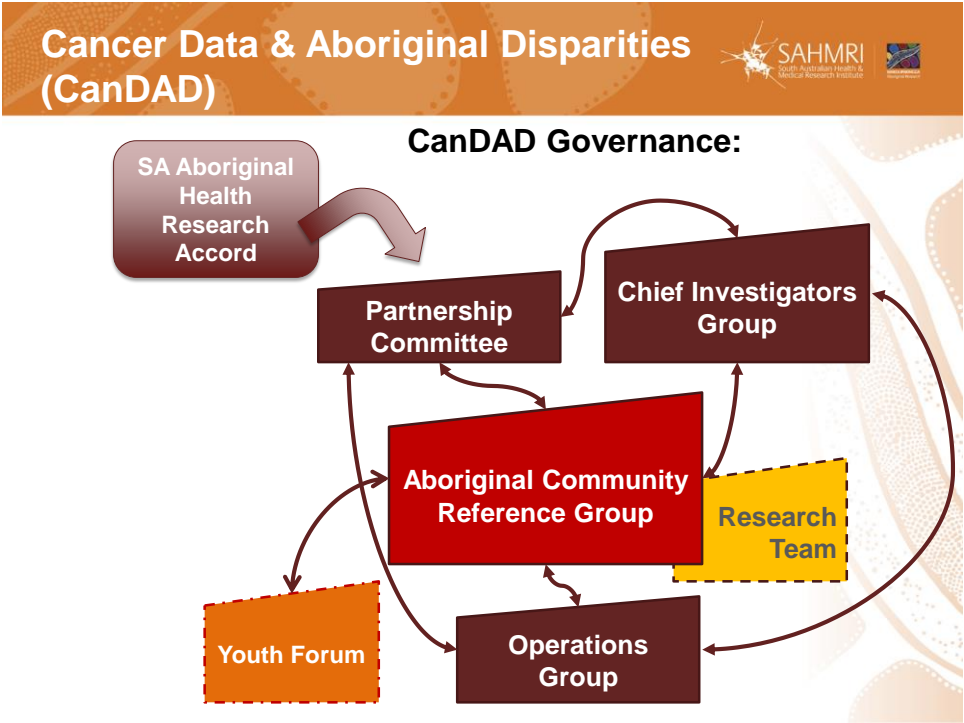 Cancer Data & Aboriginal Disparities
(CanDAD)
SAHMRI
South Australian Health &
Medical Research Institute
CanDAD Governance:
SA Aboriginal
Health
Research
Accord
Partnership
Committee
Chief Investigators
Group
Aboriginal Community
Reference Group
Research
Team
Youth Forum
Operations
Group